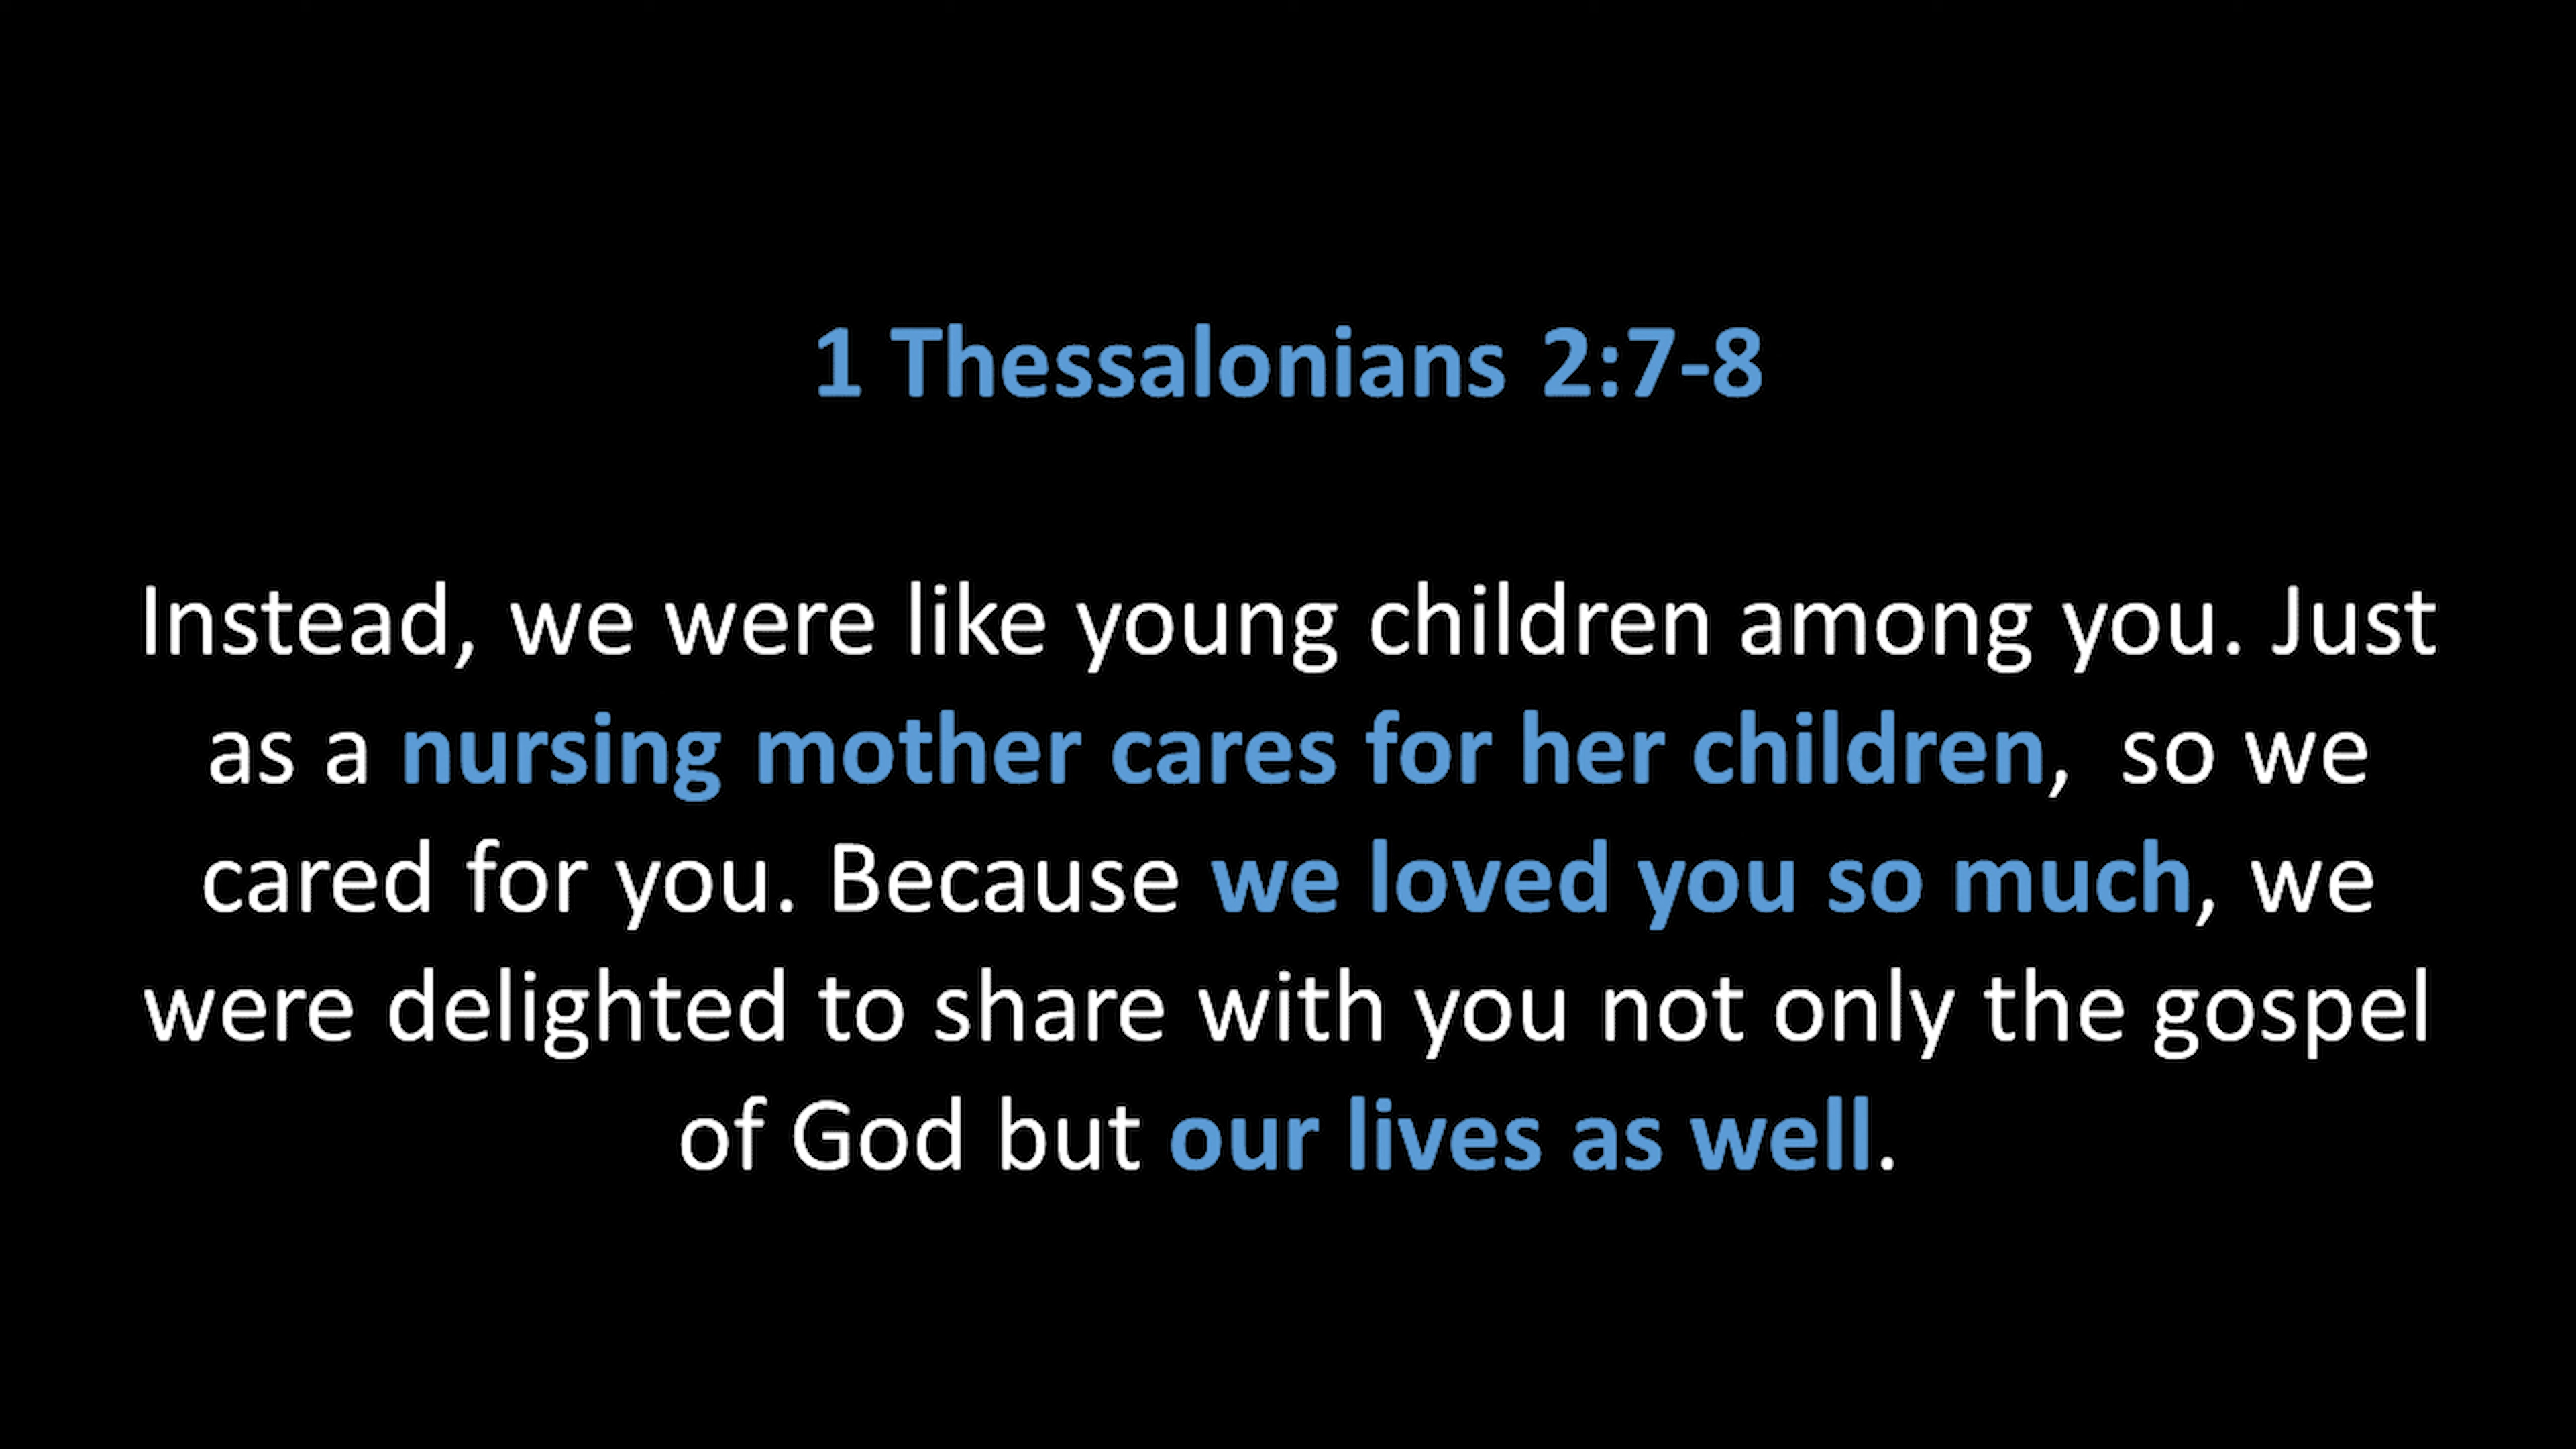 1 Thessalonians 2:7-8
Instead, we were like young children among you. Just
as a nursing mother cares for her children,  so we
cared for you. Because we loved you so much, we
were delighted to share with you not only the gospel
of God but our lives as well.